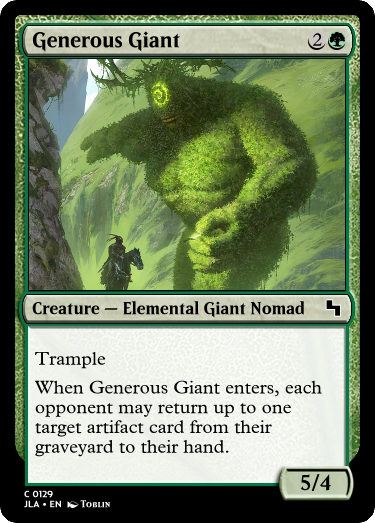 Generous Giant 2
Creature — Elemental Giant Nomad
Trample
When Generous Giant enters, each
opponent may return up to one
target artifact card from their
graveyard to their hand.
5/4
C 0129
JLA • EN Toblin